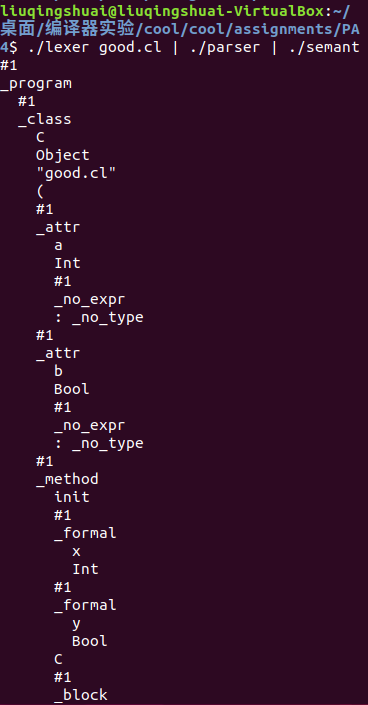 liuqingshuai@liuqingshuai-VirtualBox:~/
桌面/编译器实验/cool/cool/assignments/PA
4$ ./lexer good.cl | ./parser | ./semant
#1
_program
  #1
  _class
    C
    Object
    "good.cl"
    (
    #1
    _attr
      a
      Int
      #1
      _no_expr
      : _no_type
    #1
    _attr
      b
      Bool
      #1
      _no_expr
      : _no_type
    #1
    _method
      init
      #1
      _formal
        x
        Int
      #1
      _formal
        y
        Bool
      C
      #1
      _block